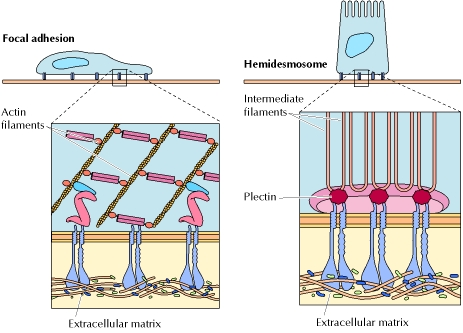 Focal adhesion
Actin
filaments
Extracellular matrix
Hemidesmosome
Intermediate
filaments
Plectin
Extracellular matrix